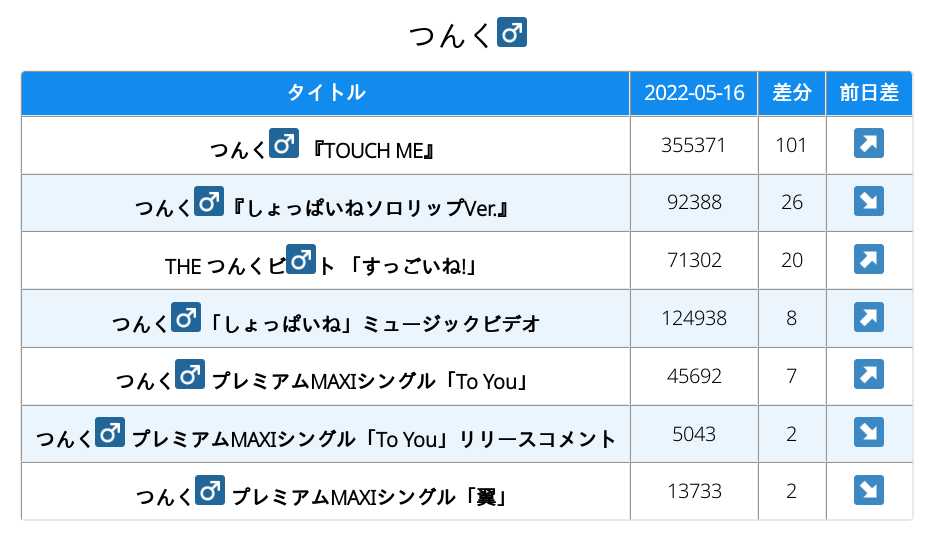 つんく♂
タイトル 2022-05-16 差分 前日差
つんく♂ 『TOUCH ME』 355371 101 ↗
つんく♂『しょっぱいねソロリップVer.』 92388 26 ↘
THE つんくビ♂ト 「すっごいね!」 71302 20 ↗
つんく♂「しょっぱいね」ミュージックビデオ 124938 8 ↗
つんく♂ プレミアムMAXIシングル「To You」 45692 7 ↗
つんく♂ プレミアムMAXIシングル「To You」リリースコメント 5043 2 ↘
つんく♂ プレミアムMAXIシングル「翼」 13733 2 ↘